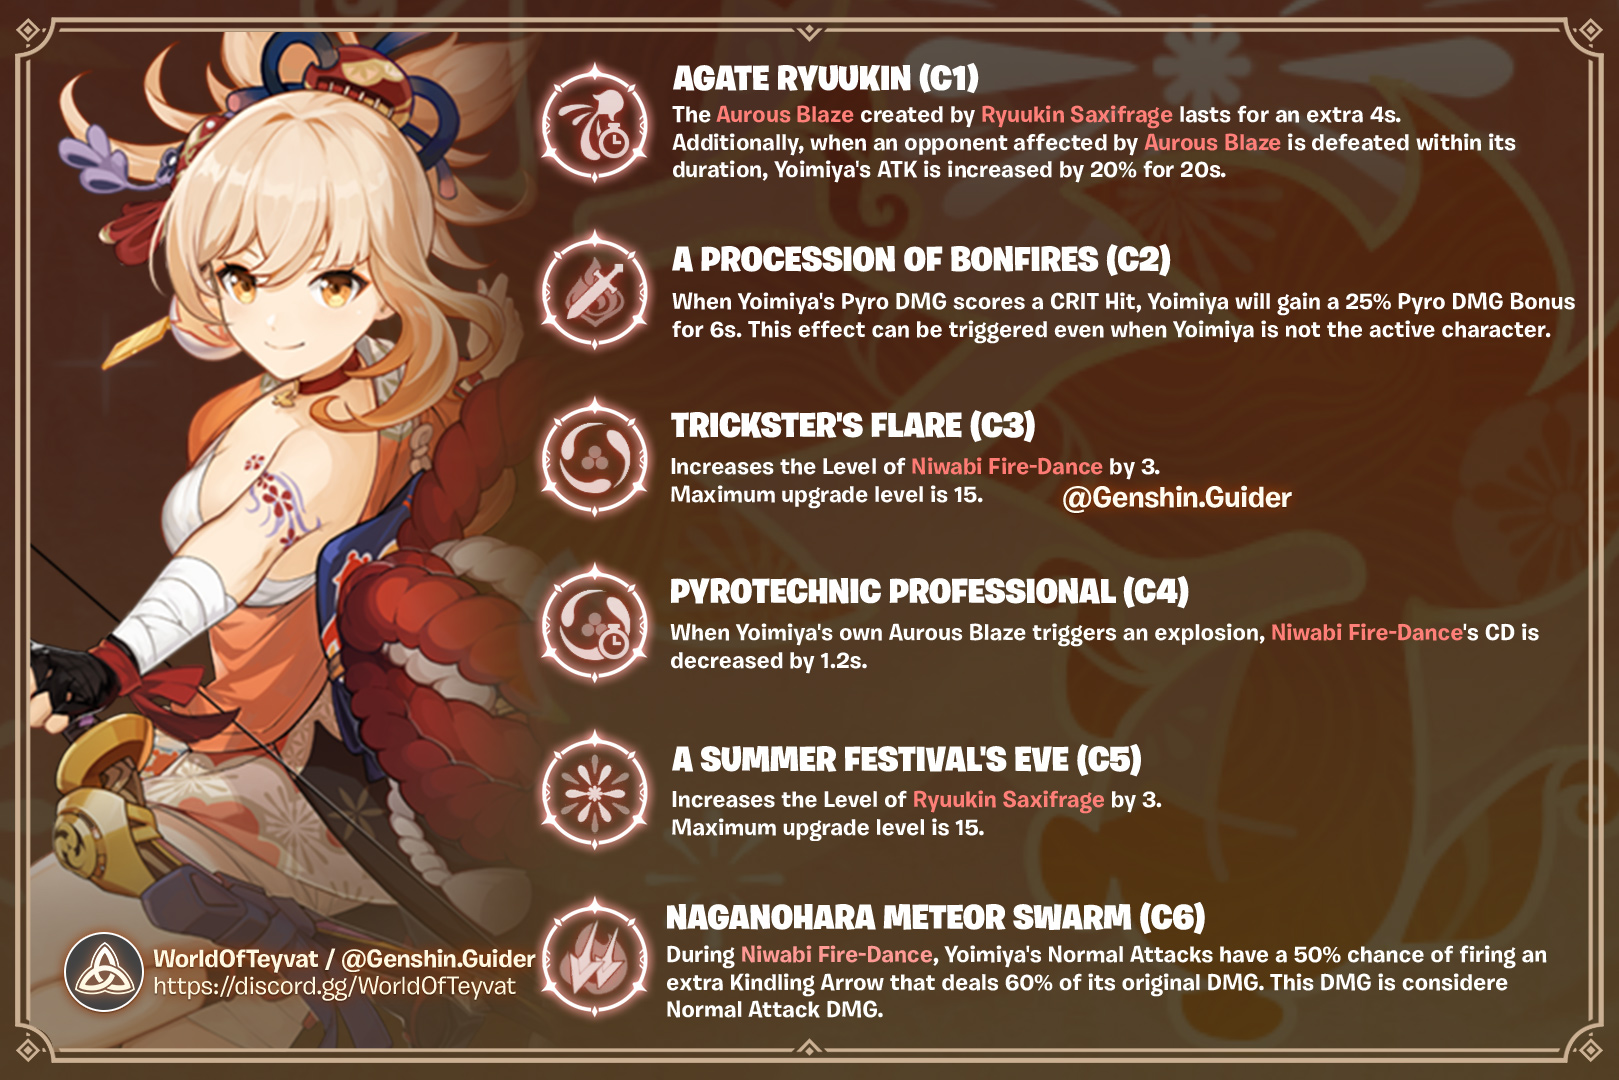 AGATE RYUUKIN (C1)
The Aurous Blaze created by Ryuukin Saxifrage lasts for an extra 4s.
Additionally, when an opponent affected by Aurous Blaze is defeated within its
duration, Yoimiya's ATK is increased by 20% for 20s.
A PROCESSION OF BONFIRES (C2)
When Yoimiya's Pyro DMG scores a CRIT Hit, Yoimiya will gain a 25% Pyro DMG Bonus
for 6s. This effect can be triggered even when Yoimiya is not the active character.
TRICKSTER'S FLARE (C3)
Increases the Level of Niwabi Fire-Dance by 3.
Maximum upgrade level is 15.
@Genshin.Guider
PYROTECHNIC PROFESSIONAL (C4)
When Yoimiya's own Aurous Blaze triggers an explosion, Niwabi Fire-Dance's CD is
decreased by 1.2s.
A SUMMER FESTIVAL'S EVE (C5)
Increases the Level of Ryuukin Saxifrage by 3.
Maximum upgrade level is 15.
NAGANOHARA METEOR SWARM (C6)
During Niwabi Fire-Dance, Yoimiya's Normal Attacks have a 50% chance of firing an
extra Kindling Arrow that deals 60% of its original DMG. This DMG is considere
Normal Attack DMG.
WorldOfTeyvat / @Genshin.Guider
https://discord.gg/WorldOfTeyvat